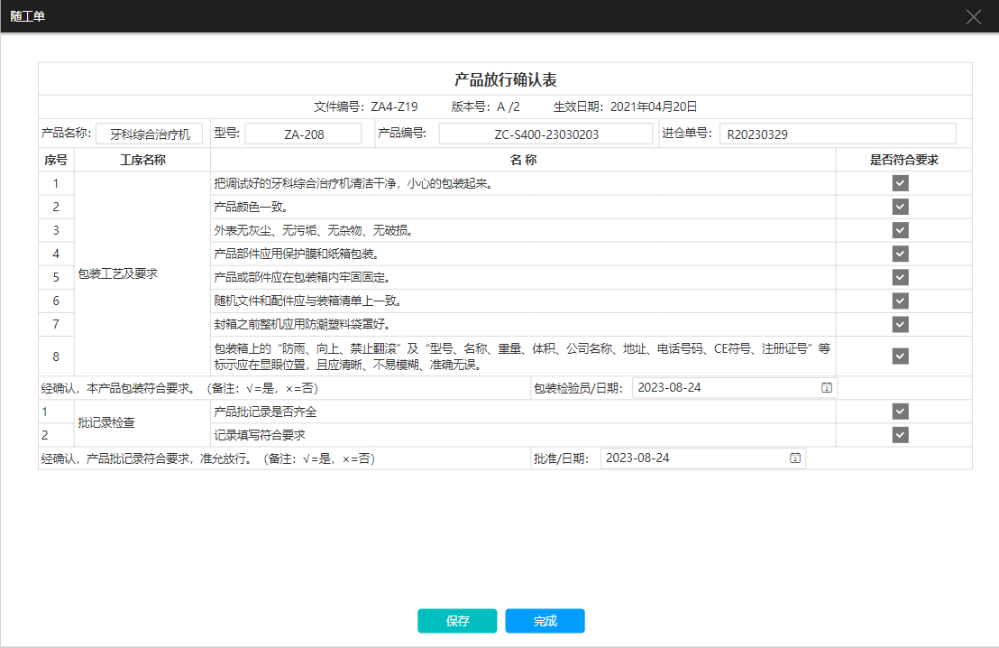 随工单
产品放行确认表
文件编号：ZA4-Z19 版本号：A /2 生效日期：2021年04月20日
产品名称： 牙科综合治疗机 型号： ZA-208 产品编号： ZC-S400-23030203 进仓单号： R20230329
序号 工序名称 名 称 是否符合要求
1 把调试好的牙科综合治疗机清洁干净，小心的包装起来。
2 产品颜色一致。
3 外表无灰尘、无污垢、无杂物、无破损。
4 产品部件应用保护膜和纸箱包装。
包装工艺及要求
5 产品或部件应在包装箱内牢固固定。
6 随机文件和配件应与装箱清单上一致。
7 封箱之前整机应用防潮塑料袋罩好。
8 包装箱上的“防雨、向上、禁止翻滚”及“型号、名称、重量、体积、公司名称、地址、电话号码、CE符号、注册证号”等
标示应在显眼位置，且应清晰、不易模糊、准确无误。
经确认，本产品包装符合要求。（备注：√=是，×=否） 包装检验员/日期： 2023-08-24
1 产品批记录是否齐全
批记录检查
2 记录填写符合要求
经确认，产品批记录符合要求，准允放行。（备注：√=是，×=否） 批准/日期： 2023-08-24
保存 完成